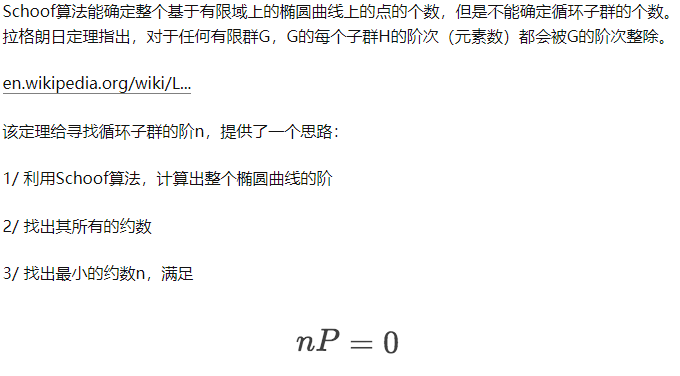 Schoof算法能确定整个基于有限域上的椭圆曲线上的点的个数，但是不能确定循环子群的个数。
拉格朗日定理指出，对于任何有限群G，G的每个子群H的阶次（元素数）都会被G的阶次整除。
en.wikipedia.org/wiki/L...
该定理给寻找循环子群的阶n，提供了一个思路：
1/ 利用Schoof算法，计算出整个椭圆曲线的阶
2/ 找出其所有的约数
3/ 找出最小的约数n，满足
nP = 0